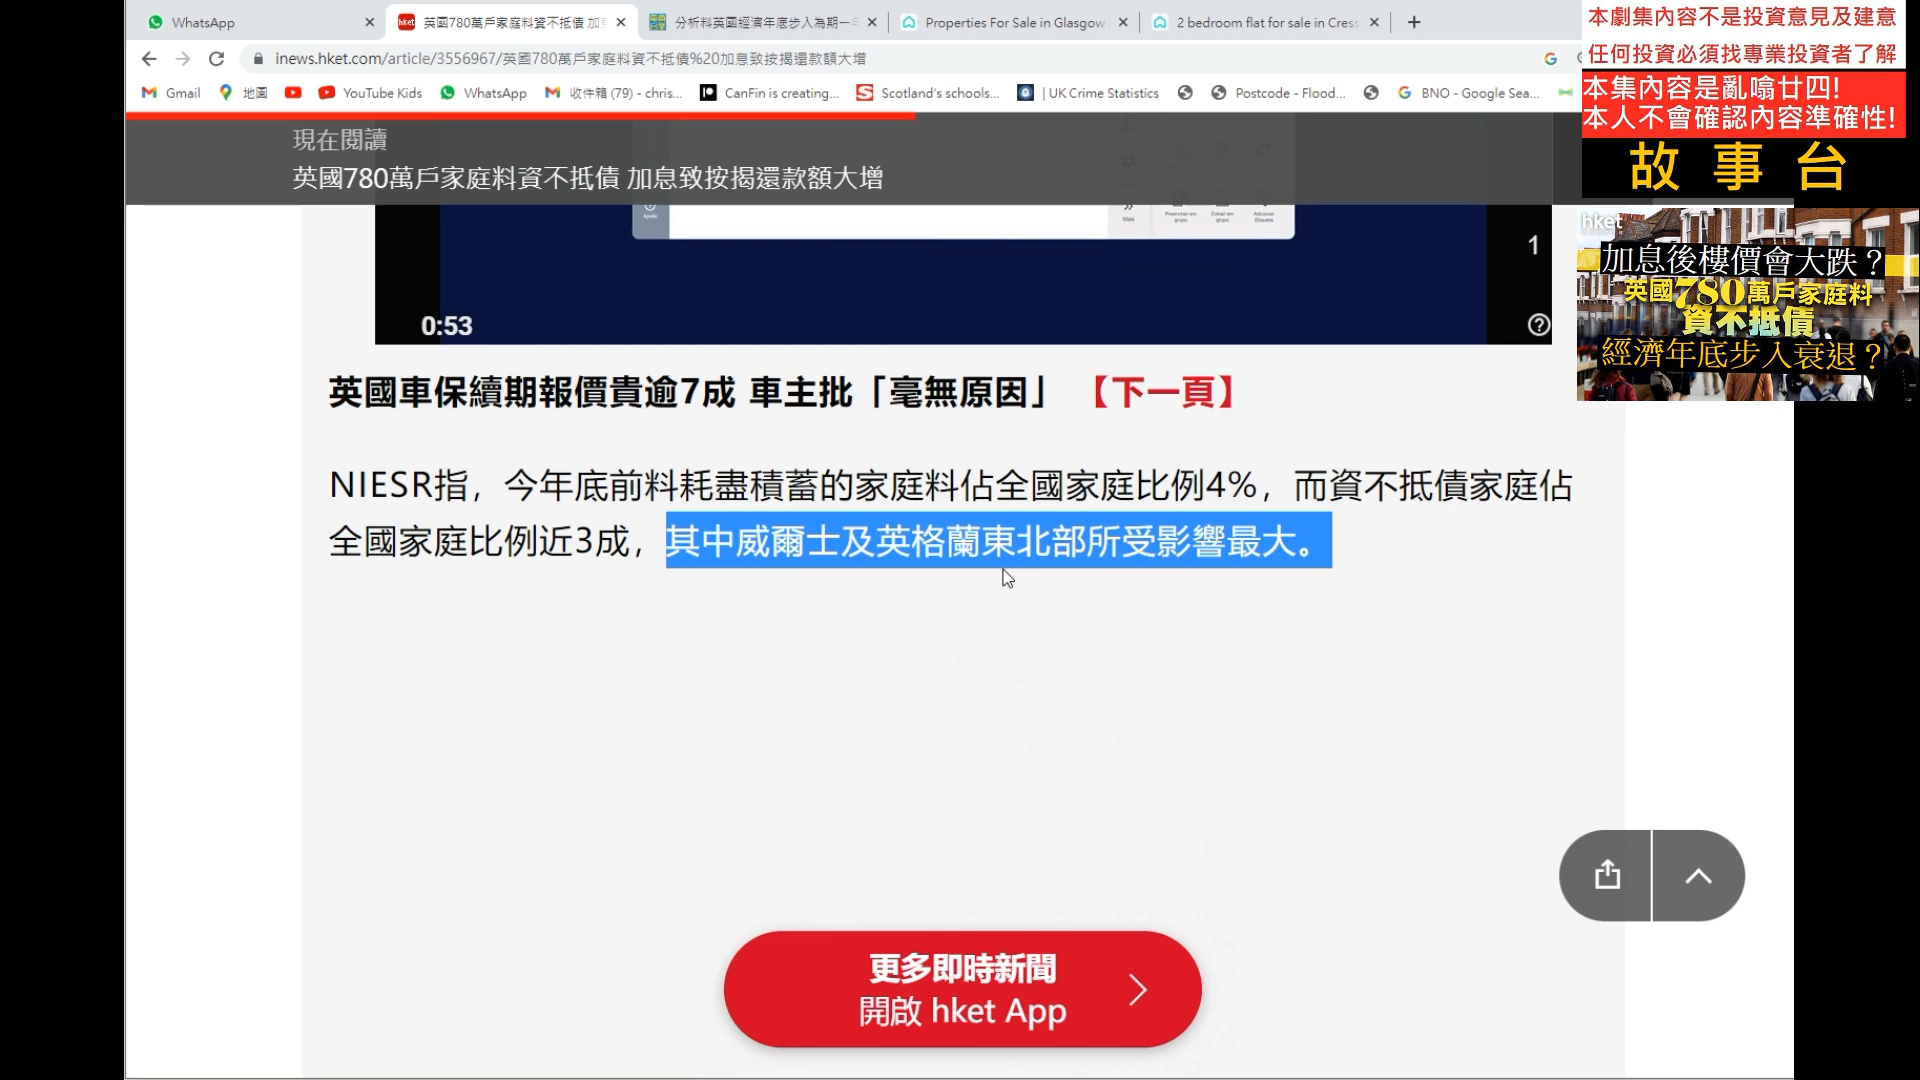 WhatsApp
英國780萬戶家庭料資不抵債 加息
分析料英國經濟年底步入為期一年
Properties For Sale in Glasgow
2 bedroom flat for sale in Cress
inews.hket.com/article/3556967/英國780萬戶家庭料資不抵債%20加息致按揭還款額大增
Gmail
地圖
YouTube Kids
WhatsApp
收件箱 (79) - chris...
CanFin is creating...
Scotland's schools...
| UK Crime Statistics
Postcode - Flood...
BNO - Google Sea...
本劇集內容不是投資意見及建意
任何投資必須找專業投資者了解
本集內容是亂噏廿四!
本人不會確認內容準確性!
故事台
現在閱讀
英國780萬戶家庭料資不抵債 加息致按揭還款額大增
hket
加息後樓價會大跌？
英國780萬戶家庭料
資不抵債
經濟年底步入衰退？
1
0:53
英國車保續期報價貴逾7成 車主批「毫無原因」 【下一頁】
NIESR指，今年底前料耗盡積蓄的家庭料佔全國家庭比例4%，而資不抵債家庭佔
全國家庭比例近3成，其中威爾士及英格蘭東北部所受影響最大。
更多即時新聞
開啟 hket App